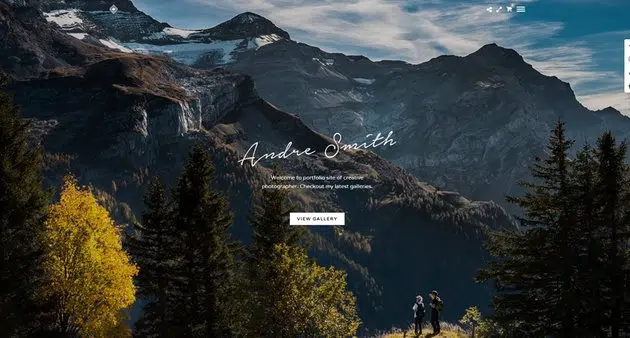 Andre Smith
Welcome to portfolio site of creative
photographer. Checkout my latest galleries.
VIEW GALLERY